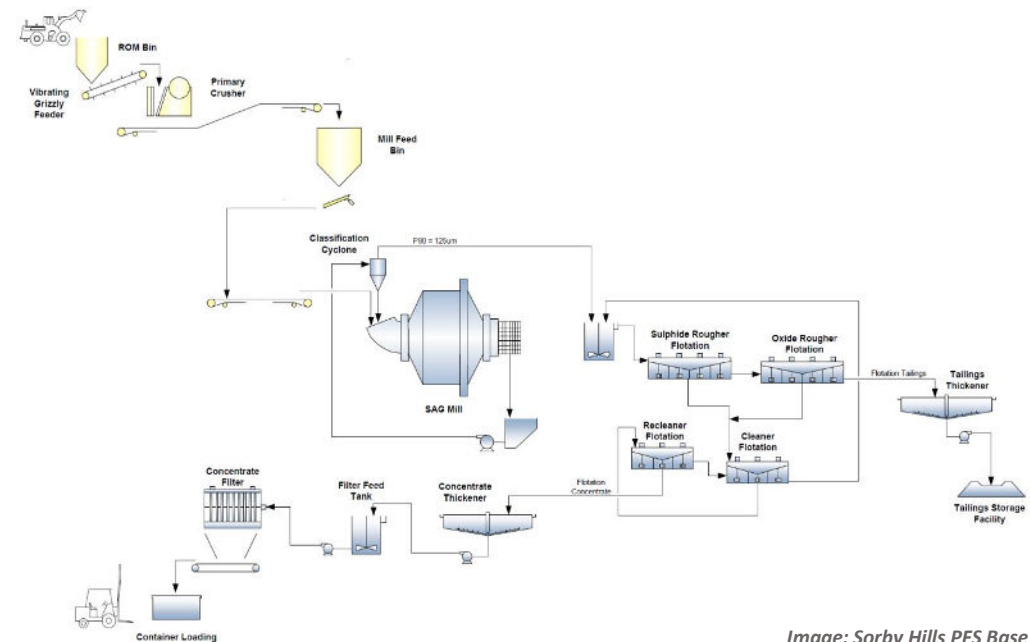 ROM Bin
Vibrating
Grizzly
Feeder
Primary
Crusher
Mill Feed
Bin
Classification
Cyclone
P80 = 125um
SAG Mill
Sulphide Rougher
Flotation
Oxide Rougher
Flotation
Flotation Tailings
Tailings
Thickener
Recleaner
Flotation
Cleaner
Flotation
Tailings Storage
Facility
Flotation
Concentrate
Concentrate
Thickener
Filter Feed
Tank
Concentrate
Filter
Container Loading
Image: Sorby Hills PFS Base